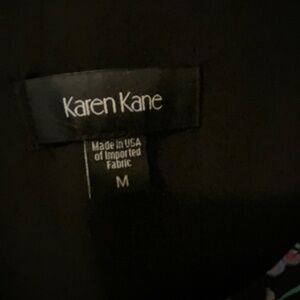 Karen Kane
Made in USA
of Imported
Fabric
M